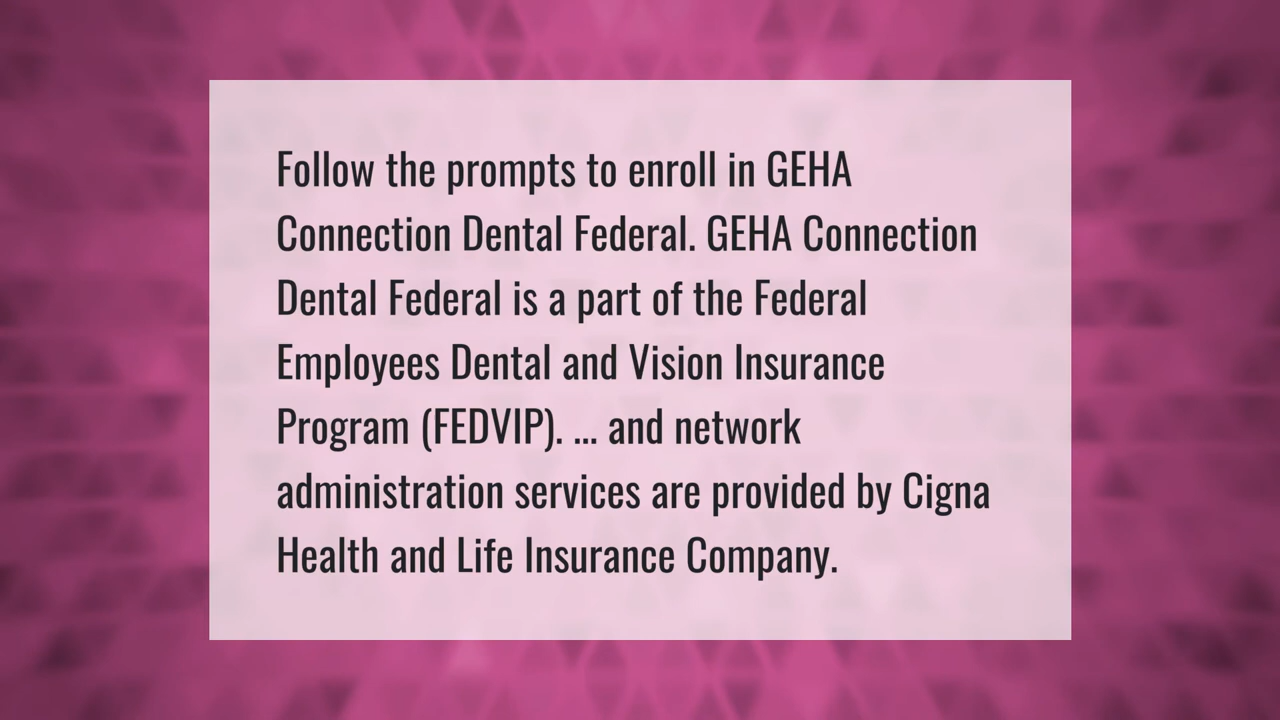 Follow the prompts to enroll in GEHA
Connection Dental Federal. GEHA Connection
Dental Federal is a part of the Federal
Employees Dental and Vision Insurance
Program (FEDVIP). ... and network
administration services are provided by Cigna
Health and Life Insurance Company.